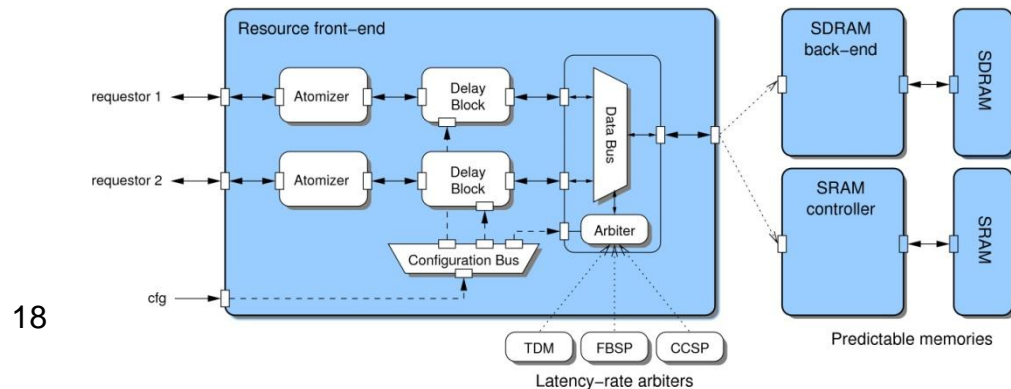 Resource front-end
SDRAM
back-end
SDRAM
requestor 1
Atomizer
Delay
Block
Data Bus
requestor 2
Atomizer
Delay
Block
SRAM
controller
SRAM
Arbiter
Configuration Bus
cfg
18
TDM
FBSP
CCSP
Predictable memories
Latency-rate arbiters